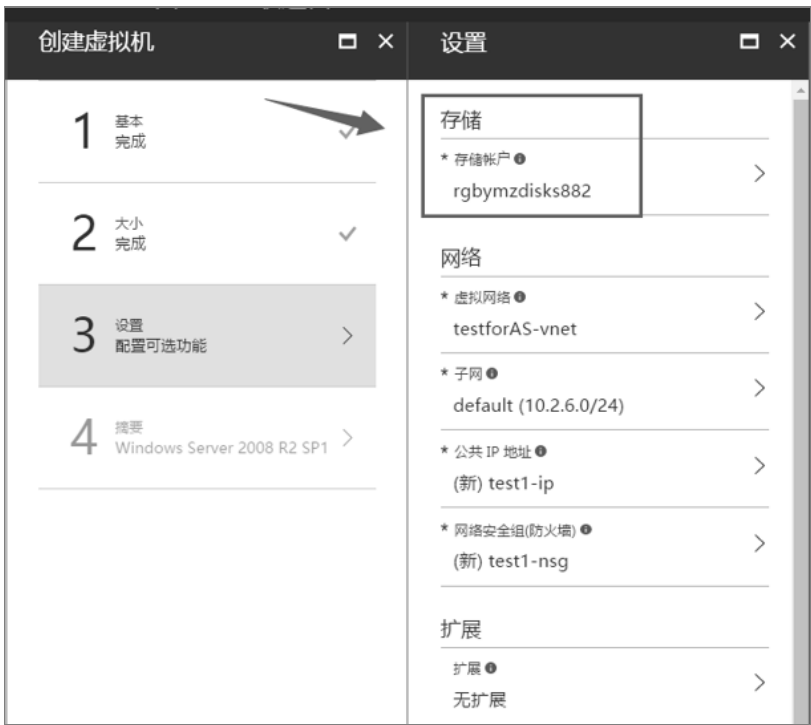 创建虚拟机
1
基本
完成
2
大小
完成
3
设置
配置可选功能
4
摘要
Windows Server 2008 R2 SP1
设置
存储
* 存储帐户
rgbymzdisks882
网络
* 虚拟网络
testforAS-vnet
* 子网
default (10.2.6.0/24)
* 公共 IP 地址
(新) test1-ip
* 网络安全组(防火墙)
(新) test1-nsg
扩展
扩展
无扩展